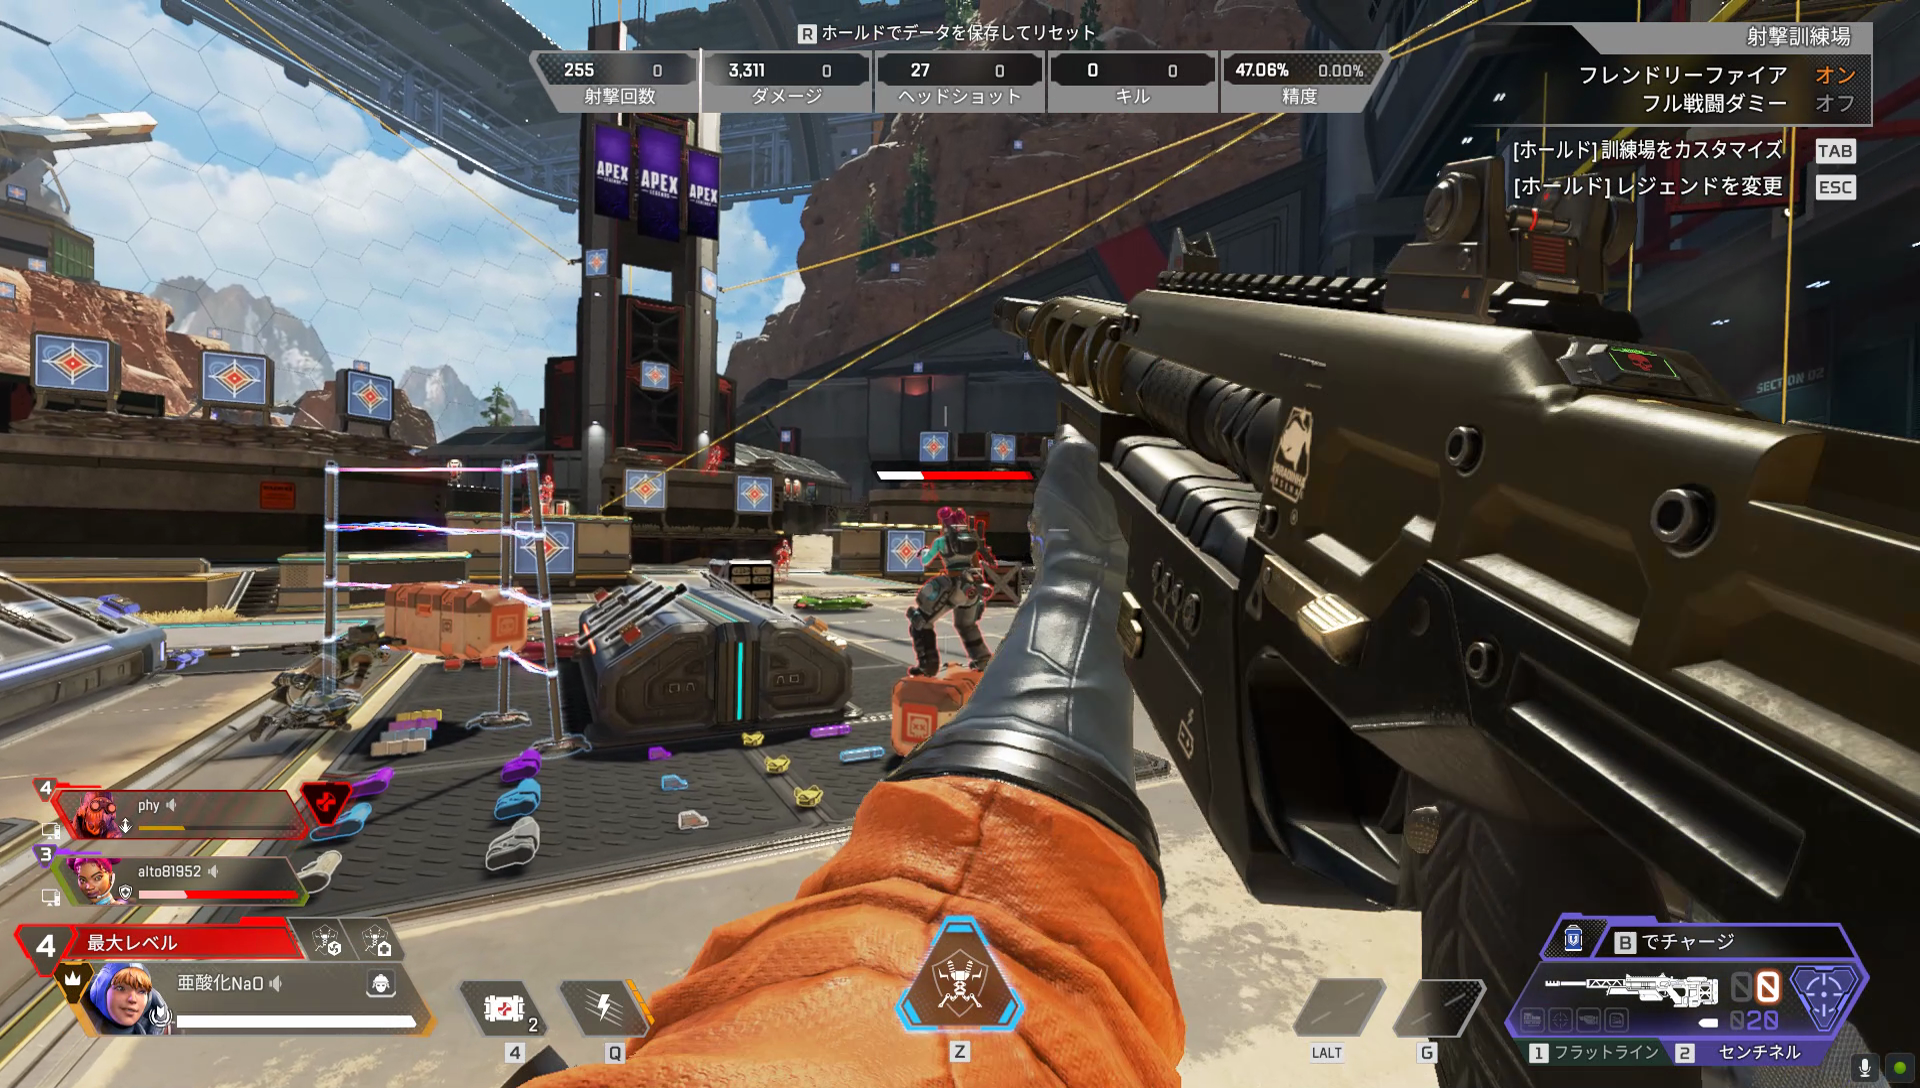 R ホールドでデータを保存してリセット
255 0
射撃回数
3,311 0
ダメージ
27 0
ヘッドショット
0 0
キル
47.06% 0.00%
精度
射撃訓練場
フレンドリーファイア オン
フル戦闘ダミー オフ
[ホールド]訓練場をカスタマイズ TAB
[ホールド]レジェンドを変更 ESC
APEX
LEGENDS
APEX
LEGENDS
APEX
LEGENDS
SECTION 02
PARADINHA
ARSENAL
4
phy
3
alto81952
4 最大レベル
亜酸化NaO
2
4
Q
Z
LALT
G
B でチャージ
00
020
1 フラットライン
2 センチネル